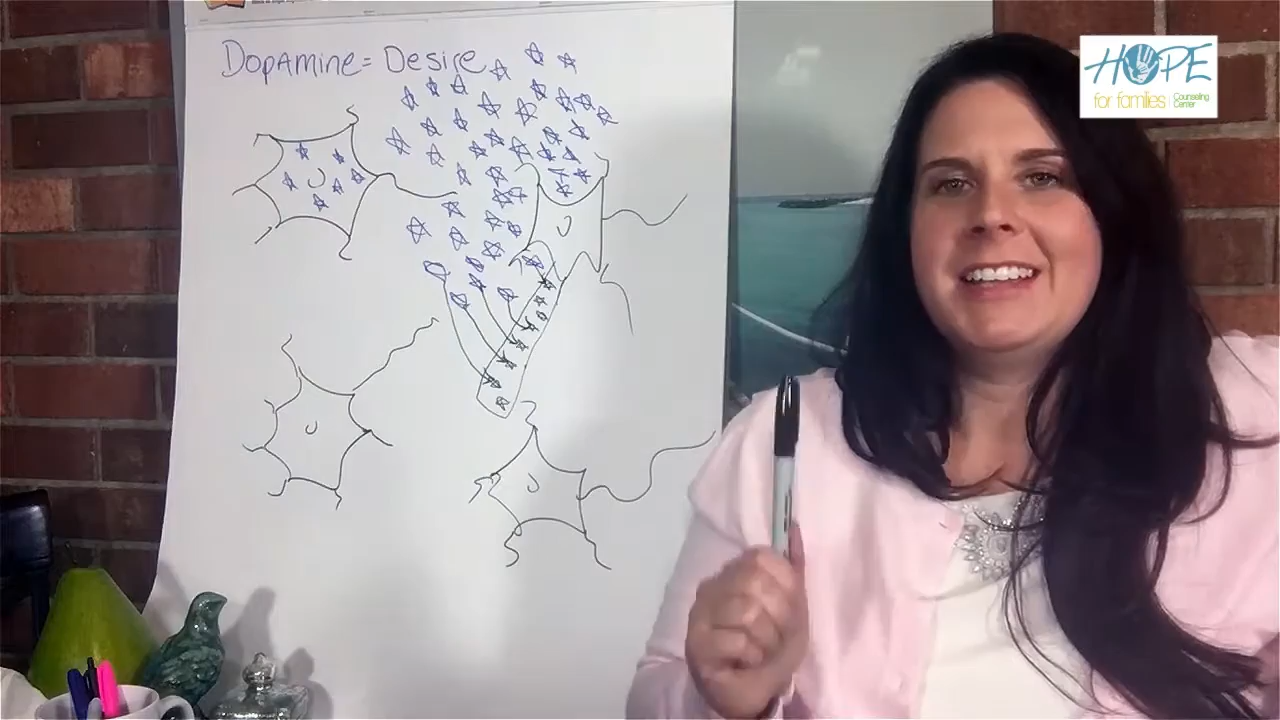 Dopamine = Desire
HOPE
for families | Counseling Center